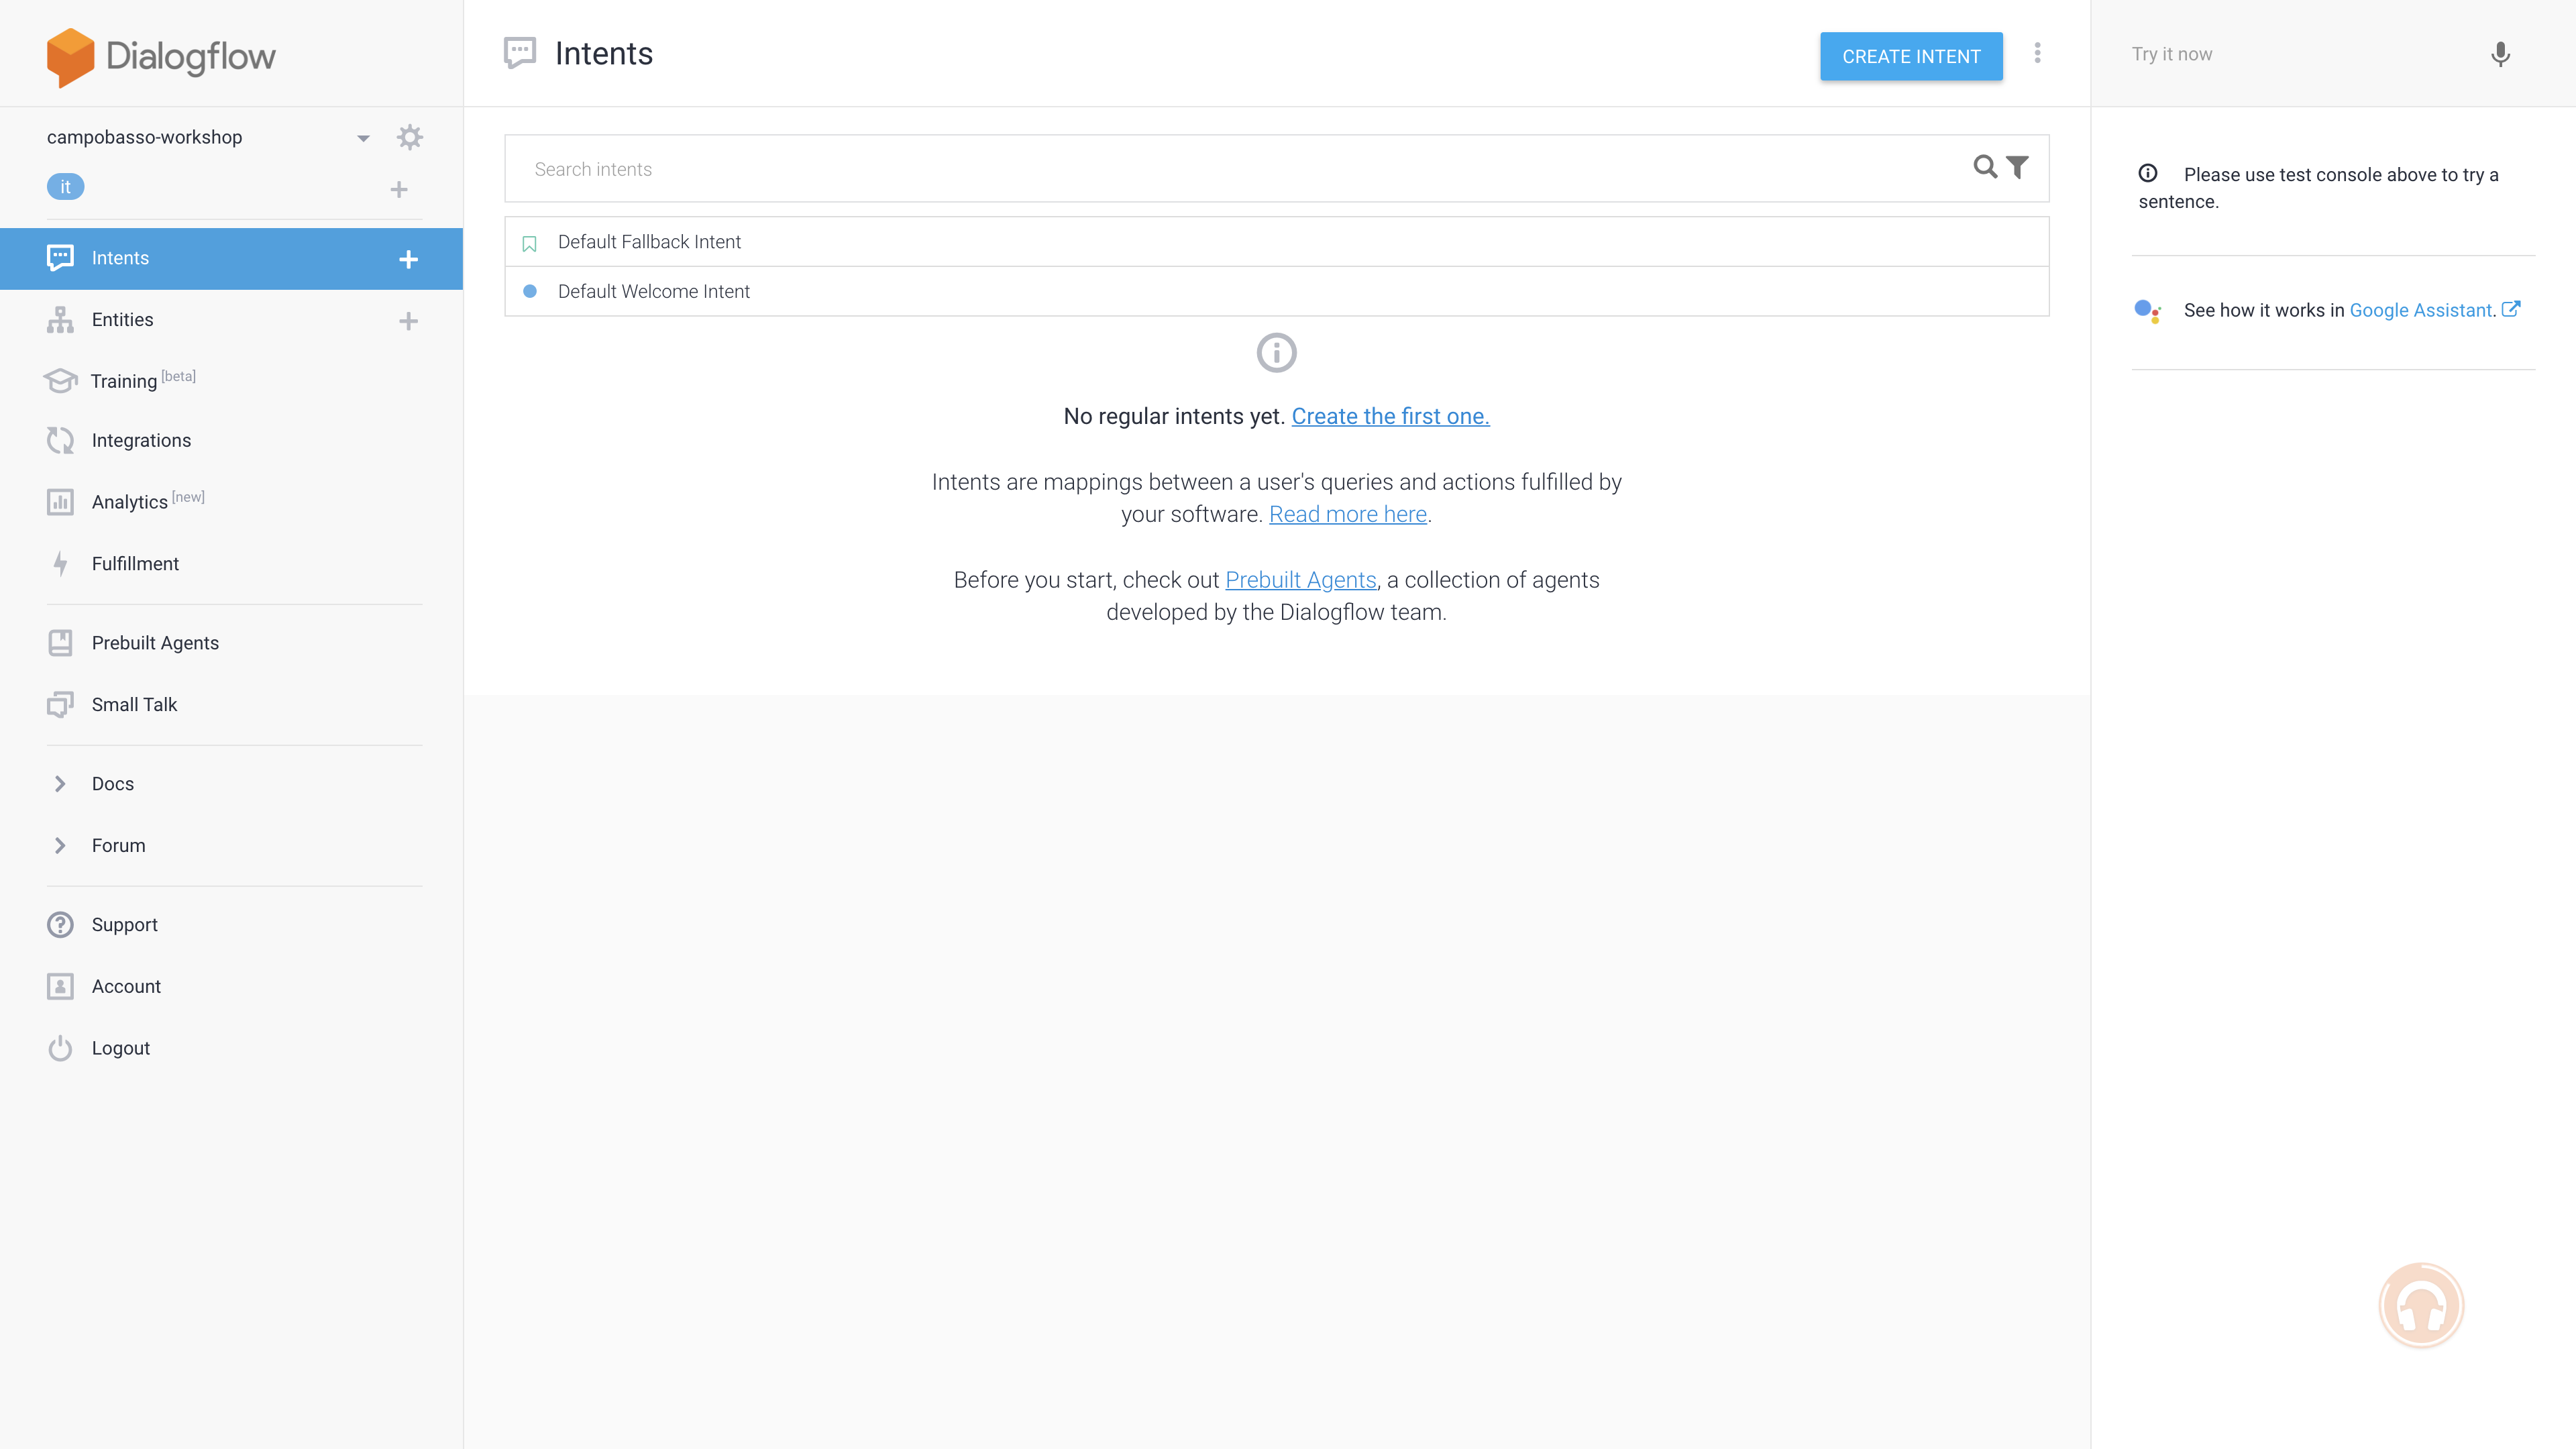 Dialogflow
campobasso-workshop
it
Intents
Entities
Training [beta]
Integrations
Analytics [new]
Fulfillment
Prebuilt Agents
Small Talk
Docs
Forum
Support
Account
Logout
Intents
CREATE INTENT
Search intents
Default Fallback Intent
Default Welcome Intent
No regular intents yet. Create the first one.
Intents are mappings between a user's queries and actions fulfilled by
your software. Read more here.
Before you start, check out Prebuilt Agents, a collection of agents
developed by the Dialogflow team.
Try it now
Please use test console above to try a
sentence.
See how it works in Google Assistant.